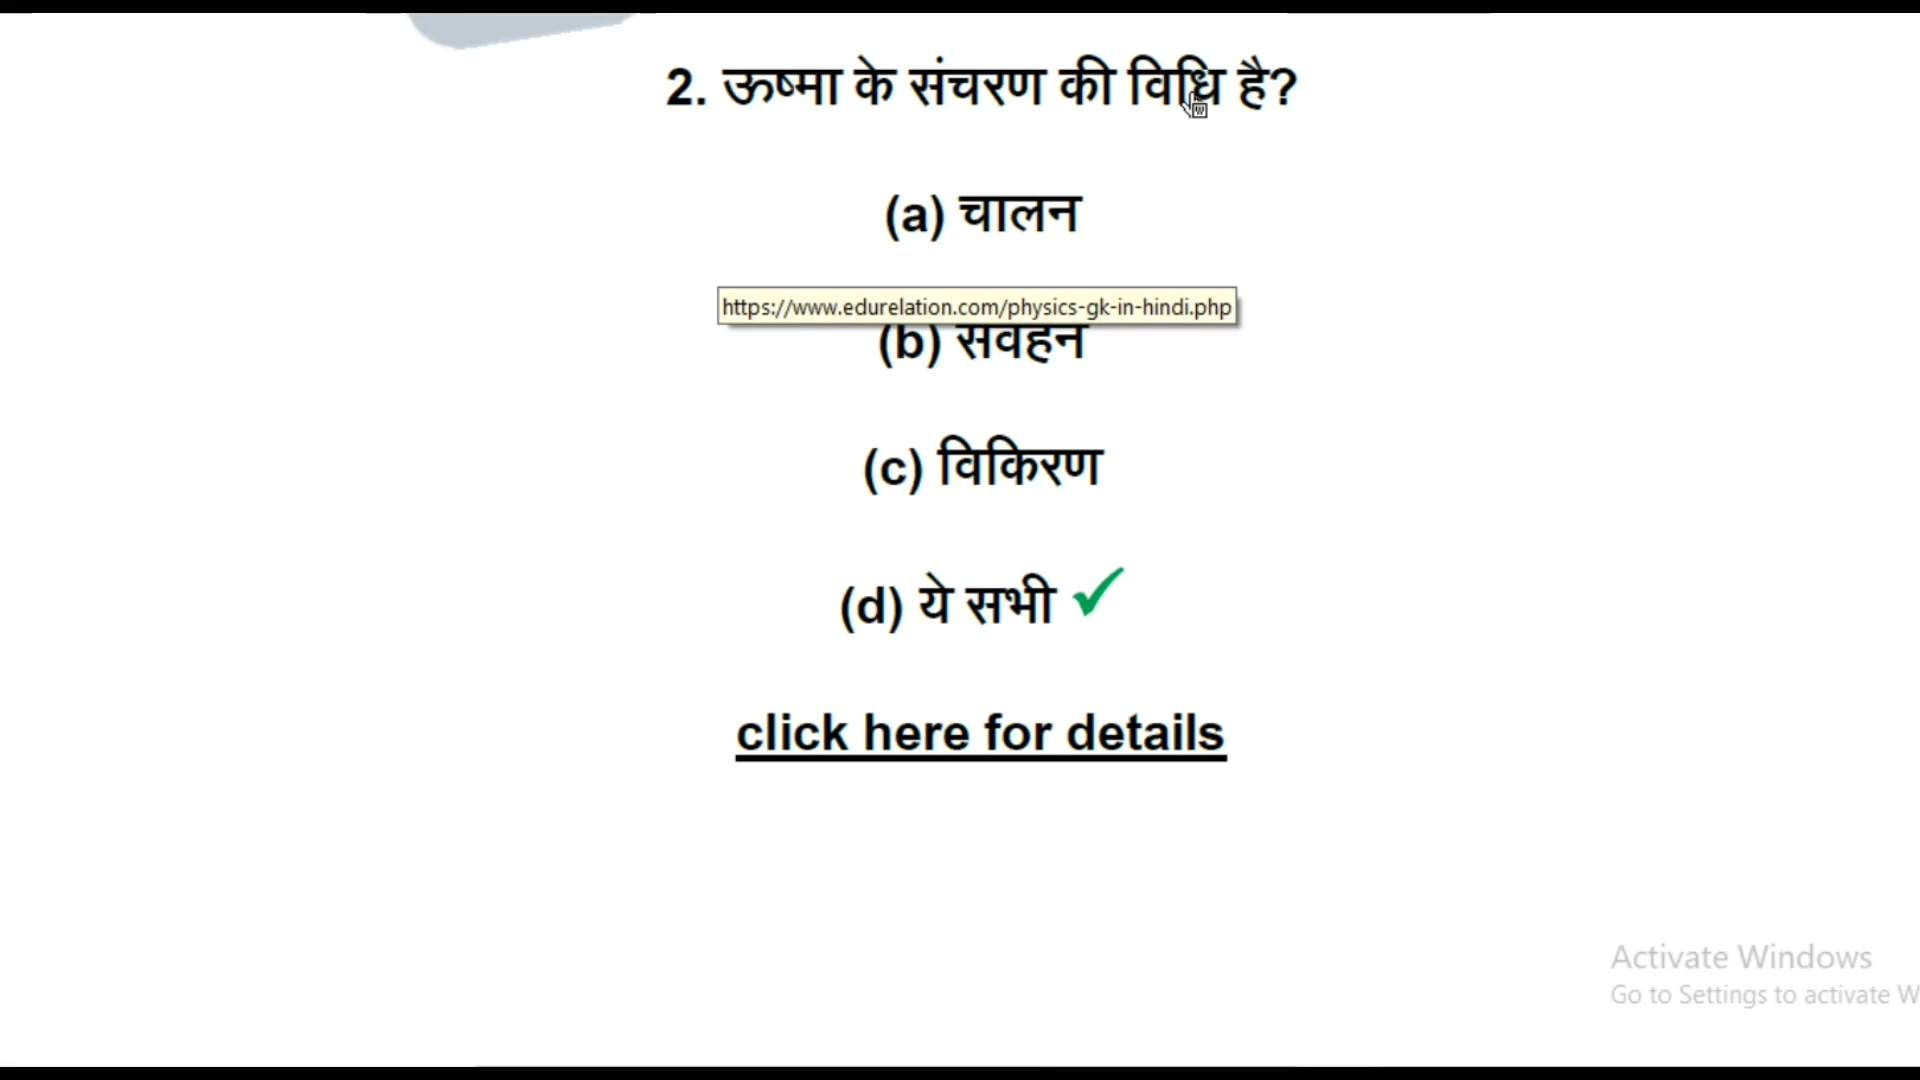 2. ऊष्मा के संचरण की विधि है?
(a) चालन
https://www.edurelation.com/physics-gk-in-hindi.php
(b) संवहन
(c) विकिरण
(d) ये सभी ✓
click here for details
Activate Windows
Go to Settings to activate W